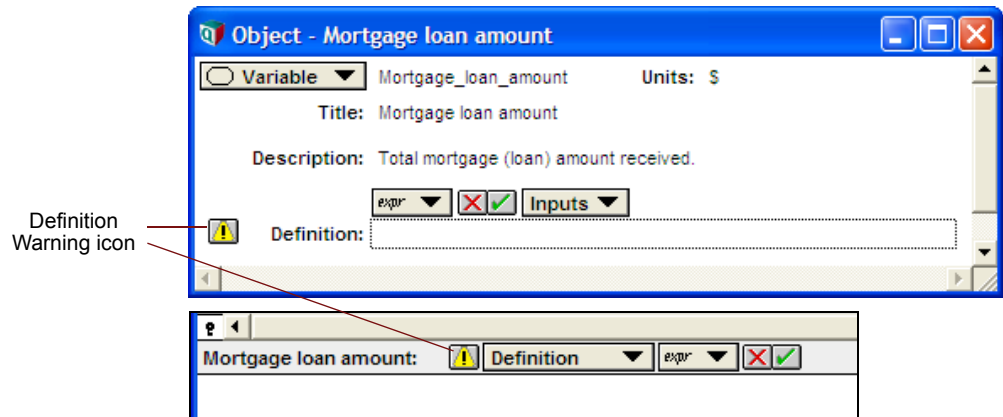 Object - Mortgage loan amount
Variable Mortgage_loan_amount Units: $
Title: Mortgage loan amount
Description: Total mortgage (loan) amount received.
expr Inputs
Definition:
Definition
Warning icon
?
Mortgage loan amount: Definition expr